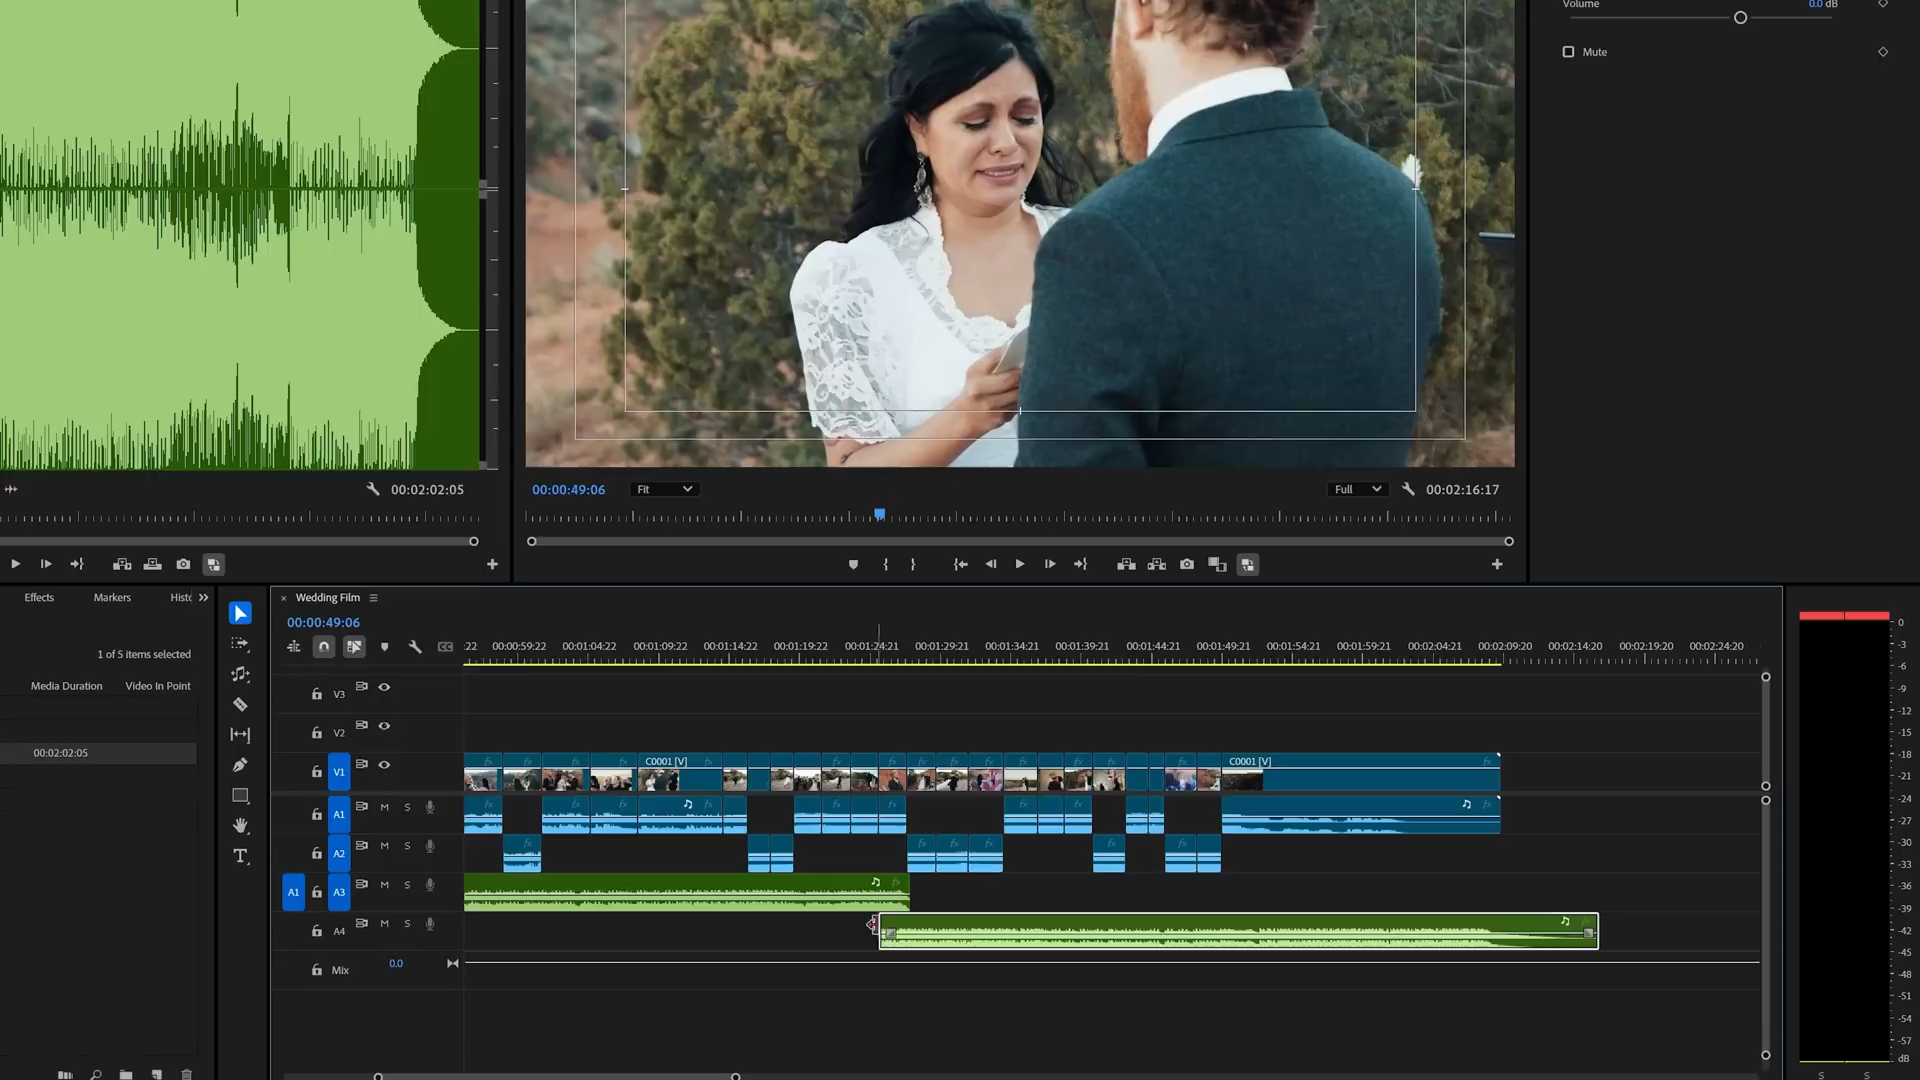 Volume
0.0 dB
Mute
00:02:02:05
00:00:49:06
Fit
Full
00:02:16:17
Effects
Markers
Wedding Film
00:00:49:06
1 of 5 items selected
Media Duration
Video In Point
00:02:02:05
:22
00:00:59:22
00:01:04:22
00:01:09:22
00:01:14:22
00:01:19:22
00:01:24:21
00:01:29:21
00:01:34:21
00:01:39:21
00:01:44:21
00:01:49:21
00:01:54:21
00:01:59:21
00:02:04:21
00:02:09:20
00:02:14:20
00:02:19:20
00:02:24:20
V3
V2
V1
C0001 [V]
C0001 [V]
A1
M
S
A2
M
S
A1
A3
M
S
A4
M
S
Mix
0.0
0
-3
-6
-9
-12
-15
-18
-21
-24
-27
-30
-33
-36
-39
-42
-45
-48
-51
-54
-57
dB
S
S